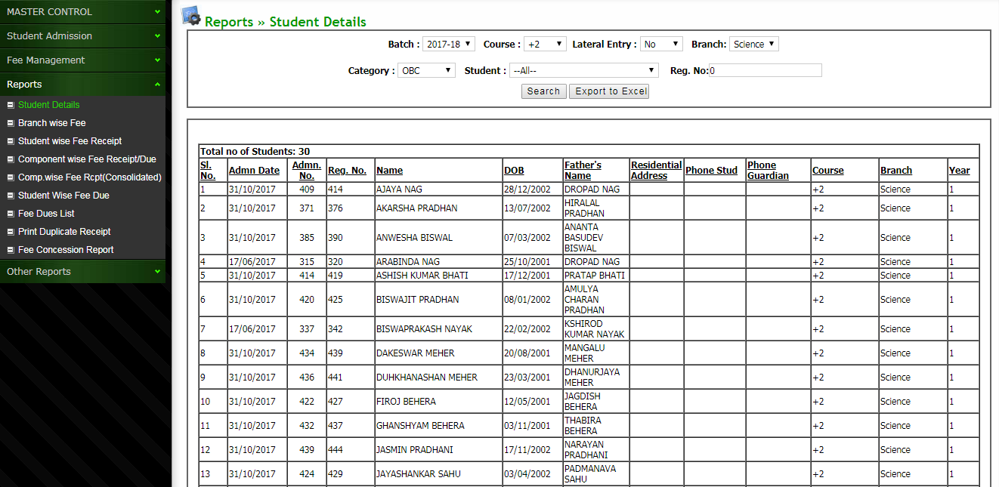 MASTER CONTROL
Student Admission
Fee Management
Reports
Student Details
Branch wise Fee
Student wise Fee Receipt
Component wise Fee Receipt/Due
Comp.wise Fee Rcpt(Consolidated)
Student Wise Fee Due
Fee Dues List
Print Duplicate Receipt
Fee Concession Report
Other Reports
Reports » Student Details
Batch : 2017-18 Course : +2 Lateral Entry : No Branch: Science
Category : OBC Student : --All-- Reg. No: 0
Search Export to Excel
Total no of Students: 30
Sl. No. Admn Date Admn. No. Reg. No. Name DOB Father's Name Residential Address Phone Stud Phone Guardian Course Branch Year
1 31/10/2017 409 414 AJAYA NAG 28/12/2002 DROPAD NAG +2 Science 1
2 31/10/2017 371 376 AKARSHA PRADHAN 13/07/2002 HIRALAL PRADHAN +2 Science 1
3 31/10/2017 385 390 ANWESHA BISWAL 07/03/2002 ANANTA BASUDEV BISWAL +2 Science 1
4 17/06/2017 315 320 ARABINDA NAG 25/10/2001 DROPAD NAG +2 Science 1
5 31/10/2017 414 419 ASHISH KUMAR BHATI 17/12/2001 PRATAP BHATI +2 Science 1
6 31/10/2017 420 425 BISWAJIT PRADHAN 08/01/2002 AMULYA CHARAN PRADHAN +2 Science 1
7 17/06/2017 337 342 BISWAPRAKASH NAYAK 22/02/2002 KSHIROD KUMAR NAYAK +2 Science 1
8 31/10/2017 434 439 DAKESWAR MEHER 20/08/2001 MANGALU MEHER +2 Science 1
9 31/10/2017 436 441 DUHKHANASHAN MEHER 23/03/2001 DHANURJAYA MEHER +2 Science 1
10 31/10/2017 422 427 FIROJ BEHERA 12/05/2001 JAGDISH BEHERA +2 Science 1
11 31/10/2017 432 437 GHANSHYAM BEHERA 03/11/2001 THABIRA BEHERA +2 Science 1
12 31/10/2017 439 444 JASMIN PRADHANI 17/11/2002 NARAYAN PRADHANI +2 Science 1
13 31/10/2017 424 429 JAYASHANKAR SAHU 03/04/2002 PADMANAVA SAHU +2 Science 1